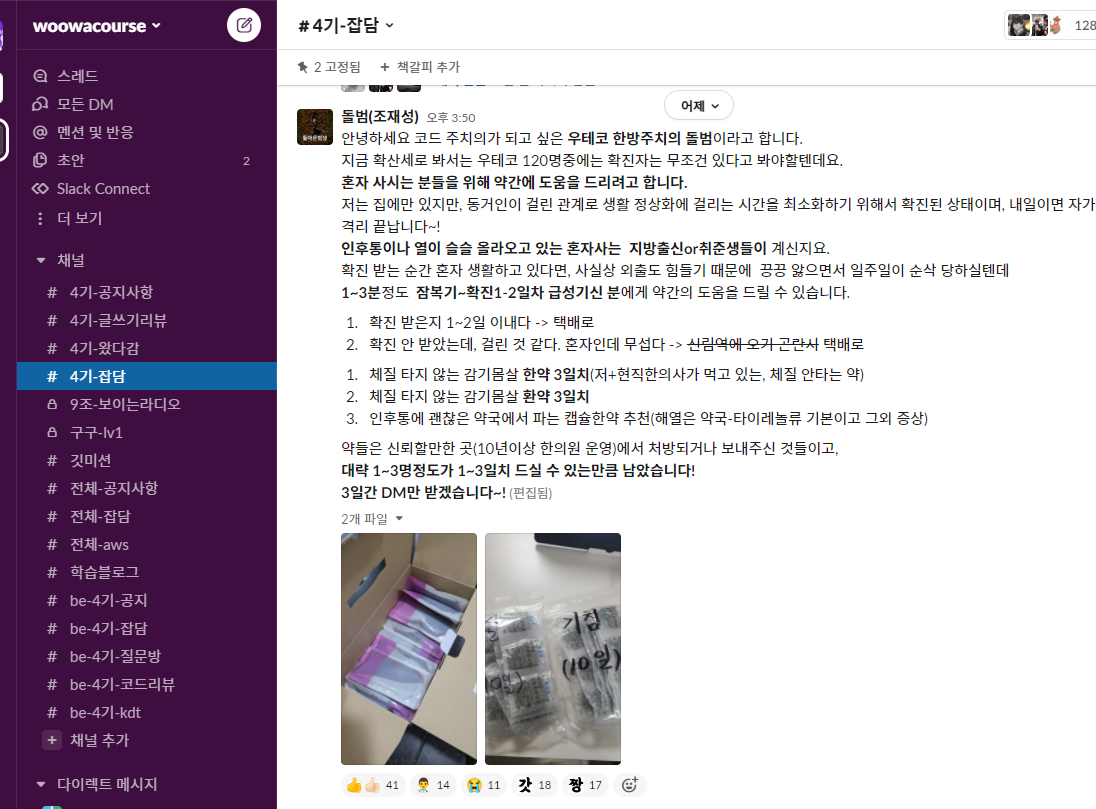 woowacourse
스레드
모든 DM
멘션 및 반응
초안 2
Slack Connect
더 보기
채널
# 4기-공지사항
# 4기-글쓰기리뷰
# 4기-왔다감
# 4기-잡담
9조-보이는라디오
구구-lv1
# 깃미션
# 전체-공지사항
# 전체-잡담
# 전체-aws
# 학습블로그
# be-4기-공지
# be-4기-잡담
# be-4기-질문방
# be-4기-코드리뷰
# be-4기-kdt
+ 채널 추가
다이렉트 메시지
# 4기-잡담
128
2 고정됨 + 책갈피 추가
어제
돌범(조재성) 오후 3:50
안녕하세요 코드 주치의가 되고 싶은 우테코 한방주치의 돌범이라고 합니다.
지금 확산세로 봐서는 우테코 120명중에는 확진자는 무조건 있다고 봐야할텐데요.
혼자 사시는 분들을 위해 약간에 도움을 드리려고 합니다.
저는 집에만 있지만, 동거인이 걸린 관계로 생활 정상화에 걸리는 시간을 최소화하기 위해서 확진된 상태이며, 내일이면 자가
격리 끝납니다~!
인후통이나 열이 슬슬 올라오고 있는 혼자사는 지방출신or취준생들이 계신지요.
확진 받는 순간 혼자 생활하고 있다면, 사실상 외출도 힘들기 때문에 끙끙 앓으면서 일주일이 순삭 당하실텐데
1~3분정도 잠복기~확진1-2일차 급성기신 분에게 약간의 도움을 드릴 수 있습니다.
1. 확진 받은지 1~2일 이내다 -> 택배로
2. 확진 안 받았는데, 걸린 것 같다. 혼자인데 무섭다 -> 신림역에 오기 곤란사 택배로
1. 체질 타지 않는 감기몸살 한약 3일치(저+현직한의사가 먹고 있는, 체질 안타는 약)
2. 체질 타지 않는 감기몸살 환약 3일치
3. 인후통에 괜찮은 약국에서 파는 캡슐한약 추천(해열은 약국-타이레놀류 기본이고 그외 증상)
약들은 신뢰할만한 곳(10년이상 한의원 운영)에서 처방되거나 보내주신 것들이고,
대략 1~3명정도가 1~3일치 드실 수 있는만큼 남았습니다!
3일간 DM만 받겠습니다~! (편집됨)
2개 파일
기침
(10일)
41 14 11 갓 18 짱 17